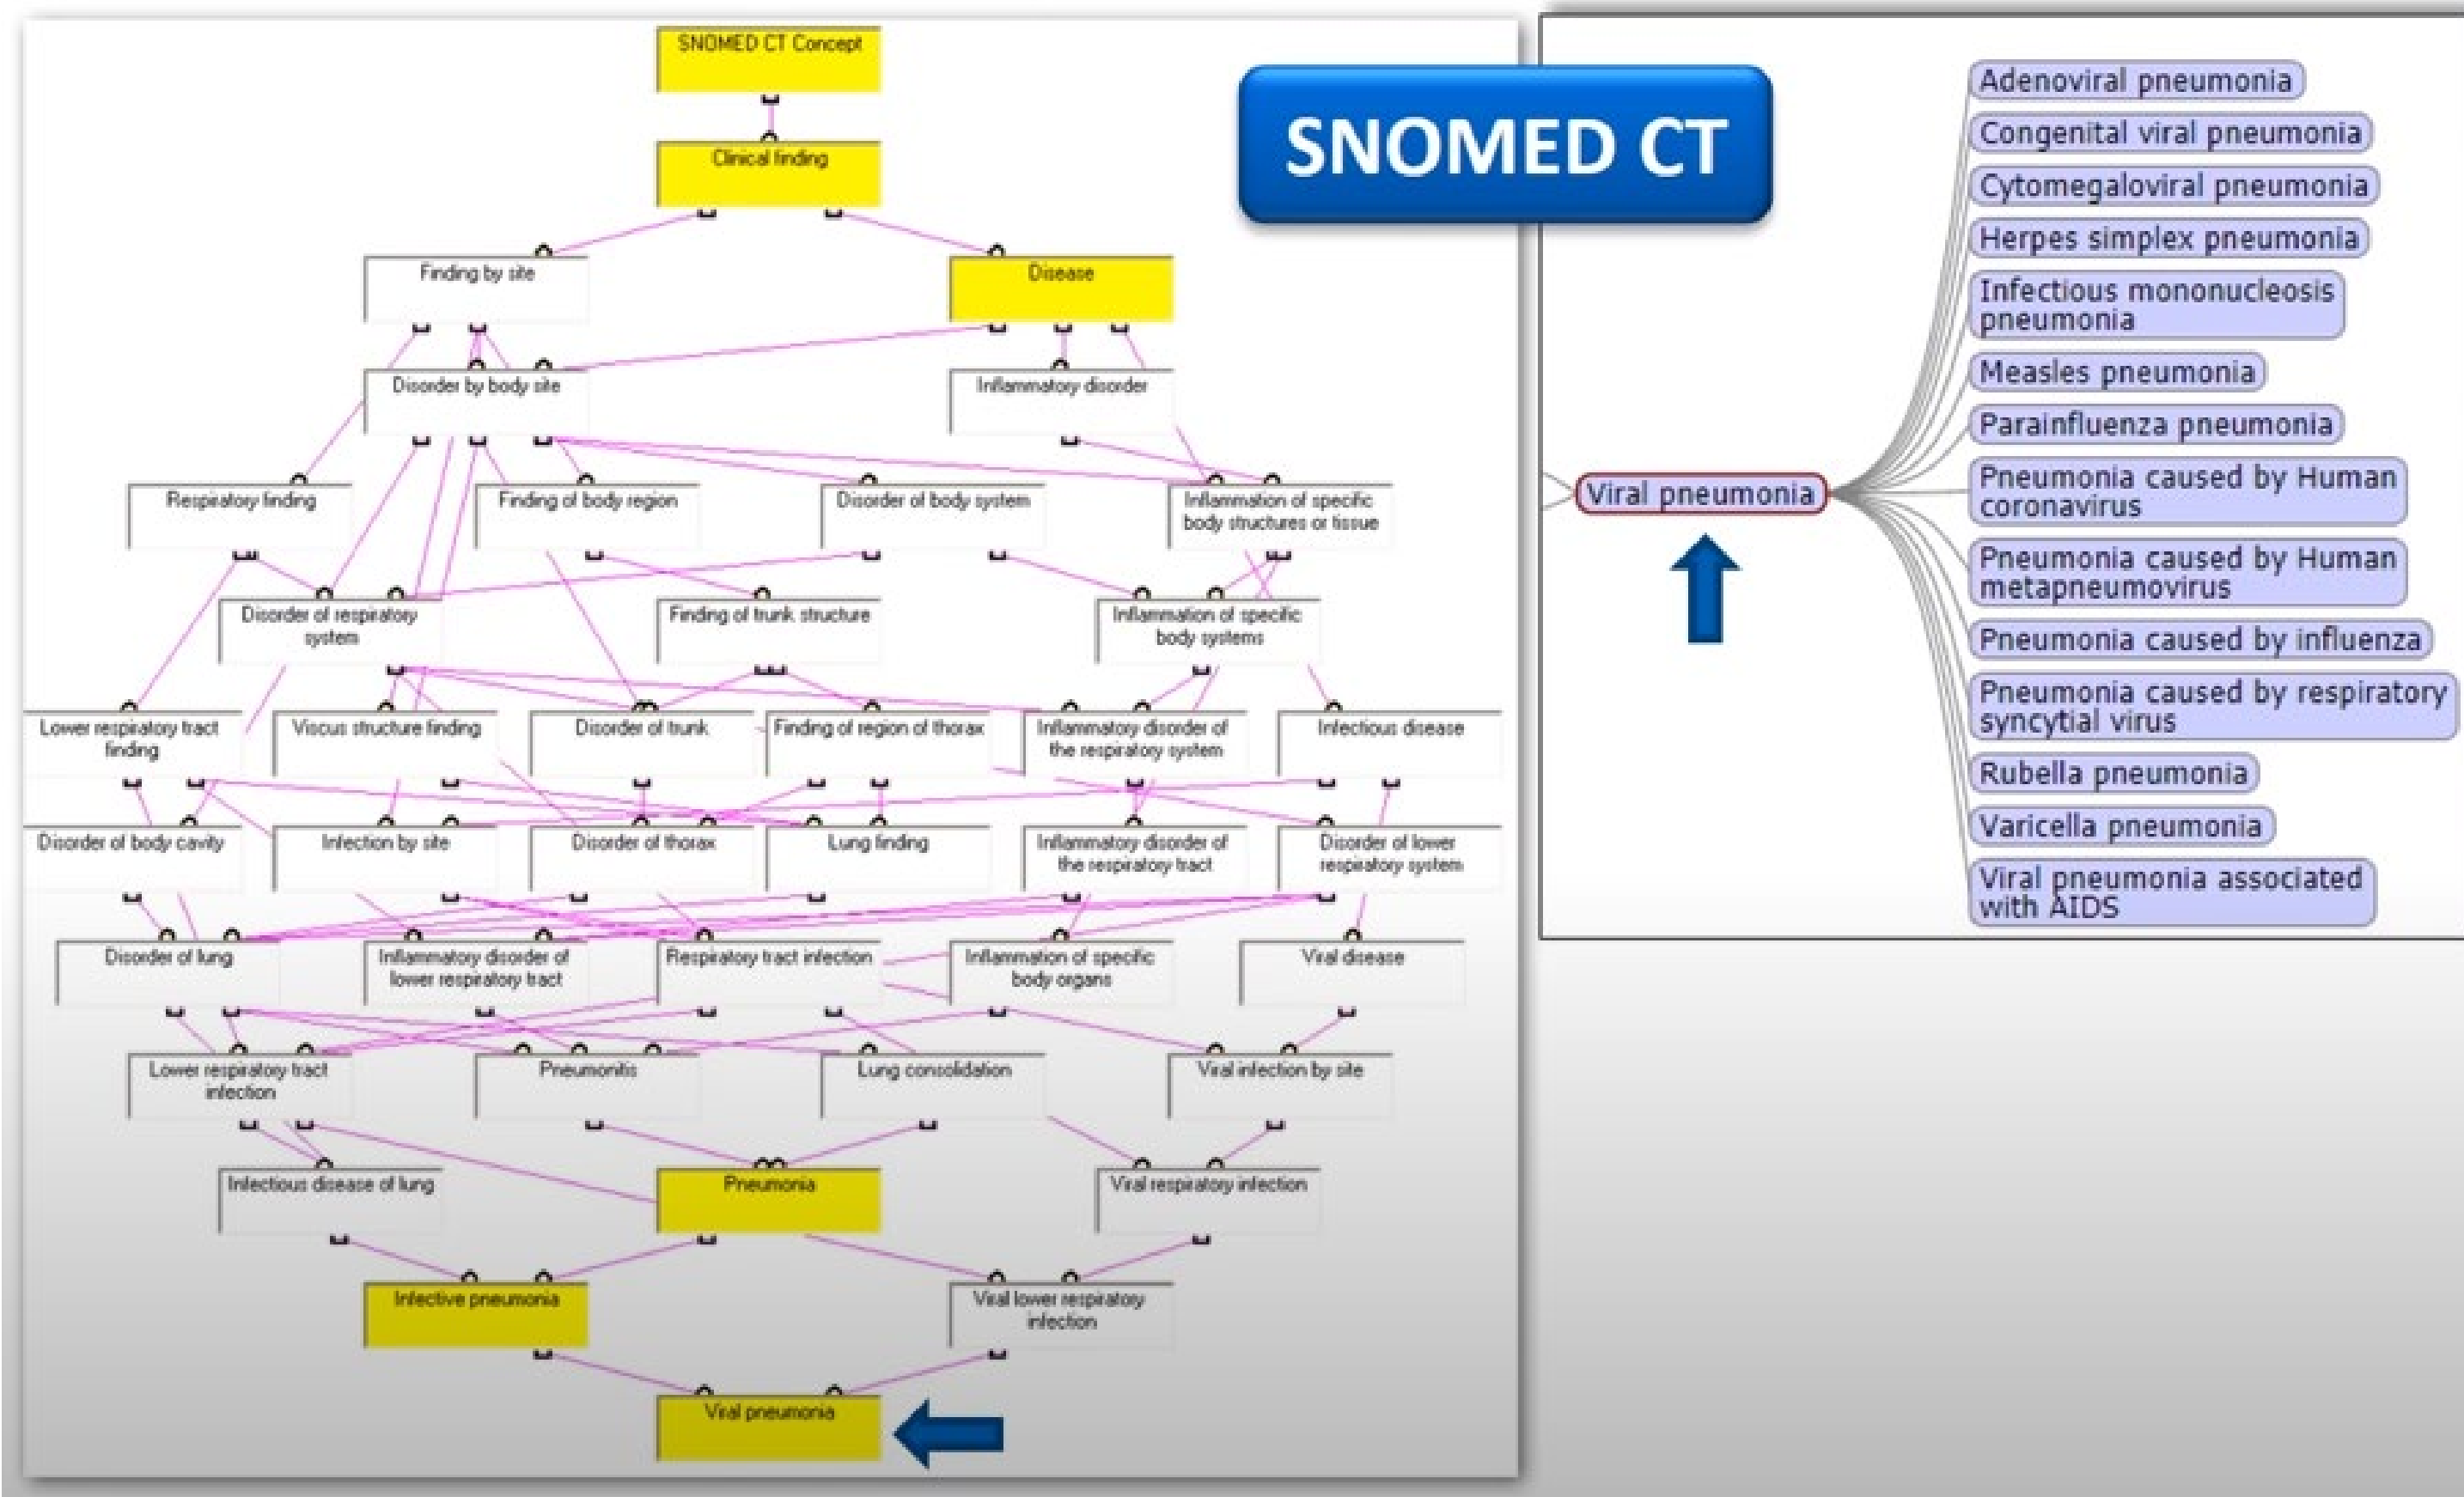 SNOMED CT Concept
Clinical finding
Finding by site
Disease
Disorder by body site
Inflammatory disorder
Respiratory finding
Finding of body region
Disorder of body system
Inflammation of specific
body structures or tissue
Disorder of respiratory
system
Finding of trunk structure
Inflammation of specific
body systems
Lower respiratory tract
finding
Viscus structure finding
Disorder of trunk
Finding of region of thorax
Inflammatory disorder of
the respiratory system
Infectious disease
Disorder of body cavity
Infection by site
Disorder of thorax
Lung finding
Inflammatory disorder of
the respiratory tract
Disorder of lower
respiratory system
Disorder of lung
Inflammatory disorder of
lower respiratory tract
Respiratory tract infection
Inflammation of specific
body organs
Viral disease
Lower respiratory tract
infection
Pneumonitis
Lung consolidation
Viral infection by site
Infectious disease of lung
Pneumonia
Viral respiratory infection
Infective pneumonia
Viral lower respiratory
infection
Viral pneumonia
SNOMED CT
Viral pneumonia
Adenoviral pneumonia
Congenital viral pneumonia
Cytomegaloviral pneumonia
Herpes simplex pneumonia
Infectious mononucleosis
pneumonia
Measles pneumonia
Parainfluenza pneumonia
Pneumonia caused by Human
coronavirus
Pneumonia caused by Human
metapneumovirus
Pneumonia caused by influenza
Pneumonia caused by respiratory
syncytial virus
Rubella pneumonia
Varicella pneumonia
Viral pneumonia associated
with AIDS